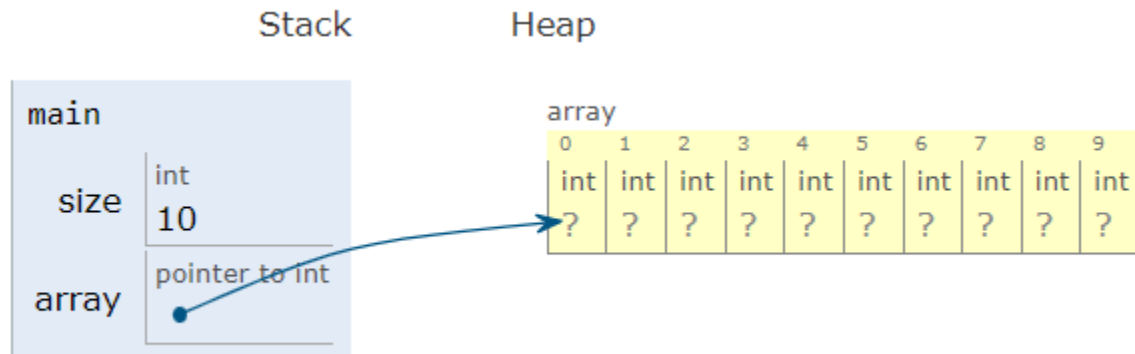 Stack Heap
main
size int
10
array pointer to int
array
0 1 2 3 4 5 6 7 8 9
int int int int int int int int int int
? ? ? ? ? ? ? ? ? ?